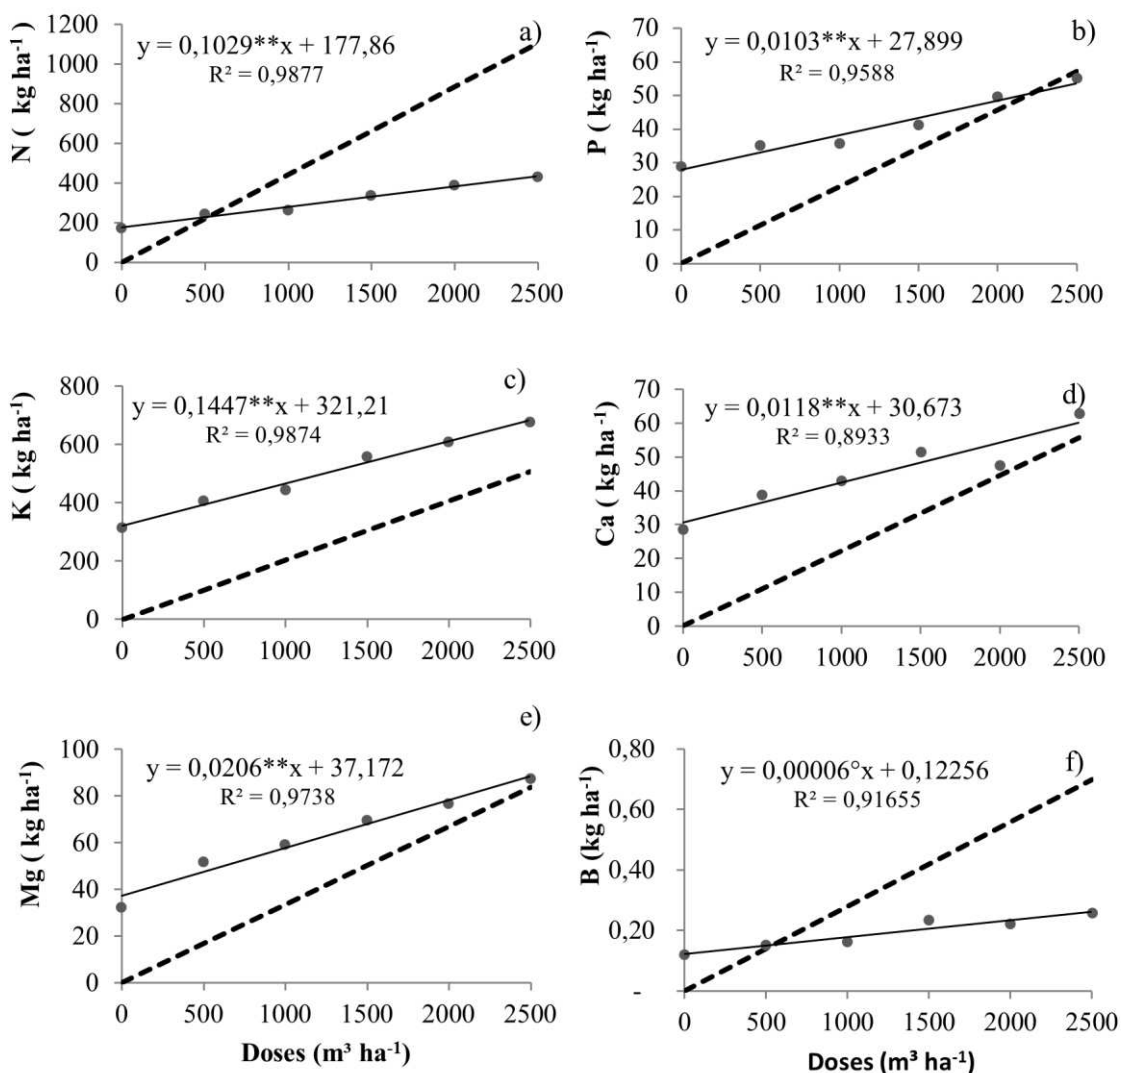 a)
y = 0,1029**x + 177,86
R² = 0,9877
N ( kg ha⁻¹)
1200
1000
800
600
400
200
0
0 500 1000 1500 2000 2500
b)
y = 0,0103**x + 27,899
R² = 0,9588
P ( kg ha⁻¹)
70
60
50
40
30
20
10
0
0 500 1000 1500 2000 2500
c)
y = 0,1447**x + 321,21
R² = 0,9874
K ( kg ha⁻¹)
800
600
400
200
0
0 500 1000 1500 2000 2500
d)
y = 0,0118**x + 30,673
R² = 0,8933
Ca ( kg ha⁻¹)
70
60
50
40
30
20
10
0
0 500 1000 1500 2000 2500
e)
y = 0,0206**x + 37,172
R² = 0,9738
Mg ( kg ha⁻¹)
100
80
60
40
20
0
0 500 1000 1500 2000 2500
Doses (m³ ha⁻¹)
f)
y = 0,00006°x + 0,12256
R² = 0,91655
B (kg ha⁻¹)
0,80
0,60
0,40
0,20
-
0 500 1000 1500 2000 2500
Doses (m³ ha⁻¹)